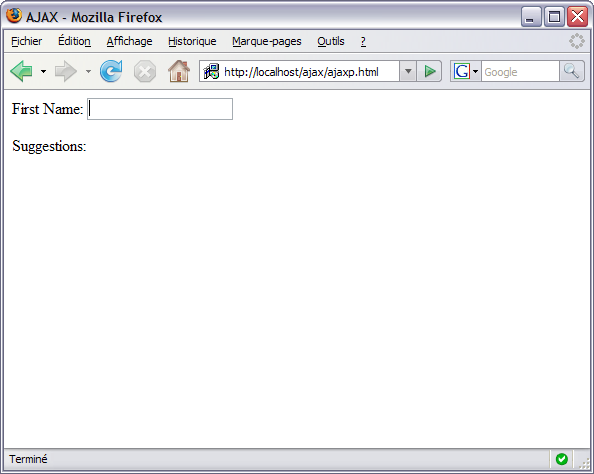 AJAX - Mozilla Firefox
Fichier Édition Affichage Historique Marque-pages Outils ?
http://localhost/ajax/ajaxp.html G Google
First Name:
Suggestions:
Terminé